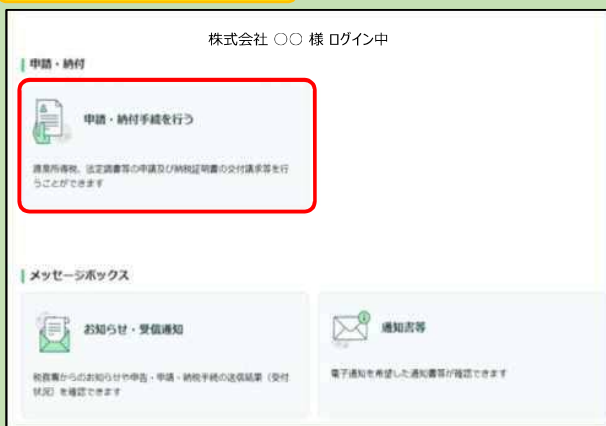 株式会社 ○○ 様 ログイン中
申請・納付
申請・納付手続を行う
源泉所得税、法定調書等の申請及び納税証明書の交付請求等を行
うことができます
メッセージボックス
お知らせ・受信通知
通知書等
税務署からのお知らせや申告・申請・納税手続の送信結果（受付
状況）を確認できます
電子通知を希望した通知書等が確認できます